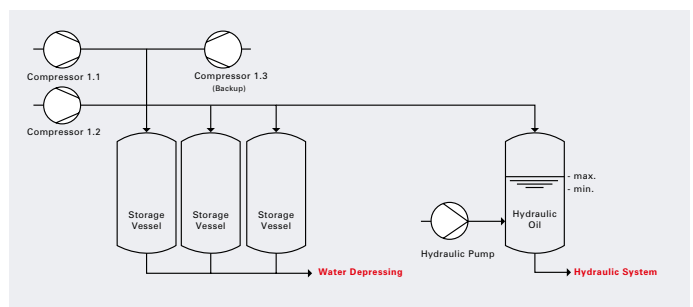 Compressor 1.1
Compressor 1.3
(Backup)
Compressor 1.2
Storage
Vessel
Storage
Vessel
Storage
Vessel
- max.
- min.
Hydraulic
Oil
Hydraulic Pump
Water Depressing
Hydraulic System